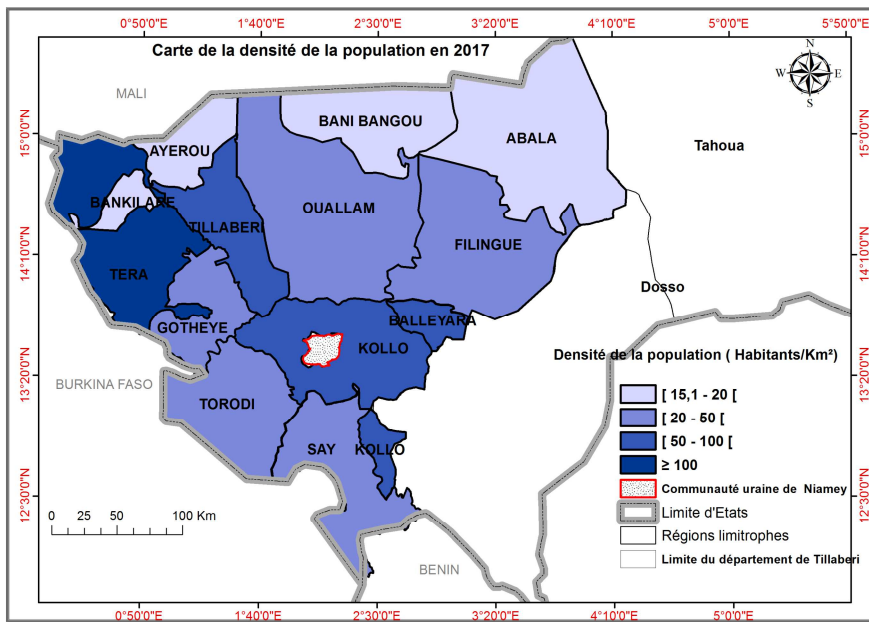 0°50'0"E 1°40'0"E 2°30'0"E 3°20'0"E 4°10'0"E 5°0'0"E 5°50'0"E
Carte de la densité de la population en 2017
N
W E
S
MALI
15°0'0"N
15°0'0"N
BANI BANGOU
ABALA
Tahoua
AYEROU
BANKILARE
OUALLAM
TILLABERI
FILINGUE
14°10'0"N
14°10'0"N
TERA
Dosso
GOTHEYE
BALLEYARA
KOLLO
Densité de la population ( Habitants/Km²)
BURKINA FASO
13°20'0"N
13°20'0"N
TORODI
[ 15,1 - 20 [
[ 20 - 50 [
SAY
KOLLO
[ 50 - 100 [
≥ 100
Communauté uraine de Niamey
12°30'0"N
12°30'0"N
0 25 50 100 Km
Limite d'Etats
Régions limitrophes
Limite du département de Tillaberi
BENIN
0°50'0"E 1°40'0"E 2°30'0"E 3°20'0"E 4°10'0"E 5°0'0"E